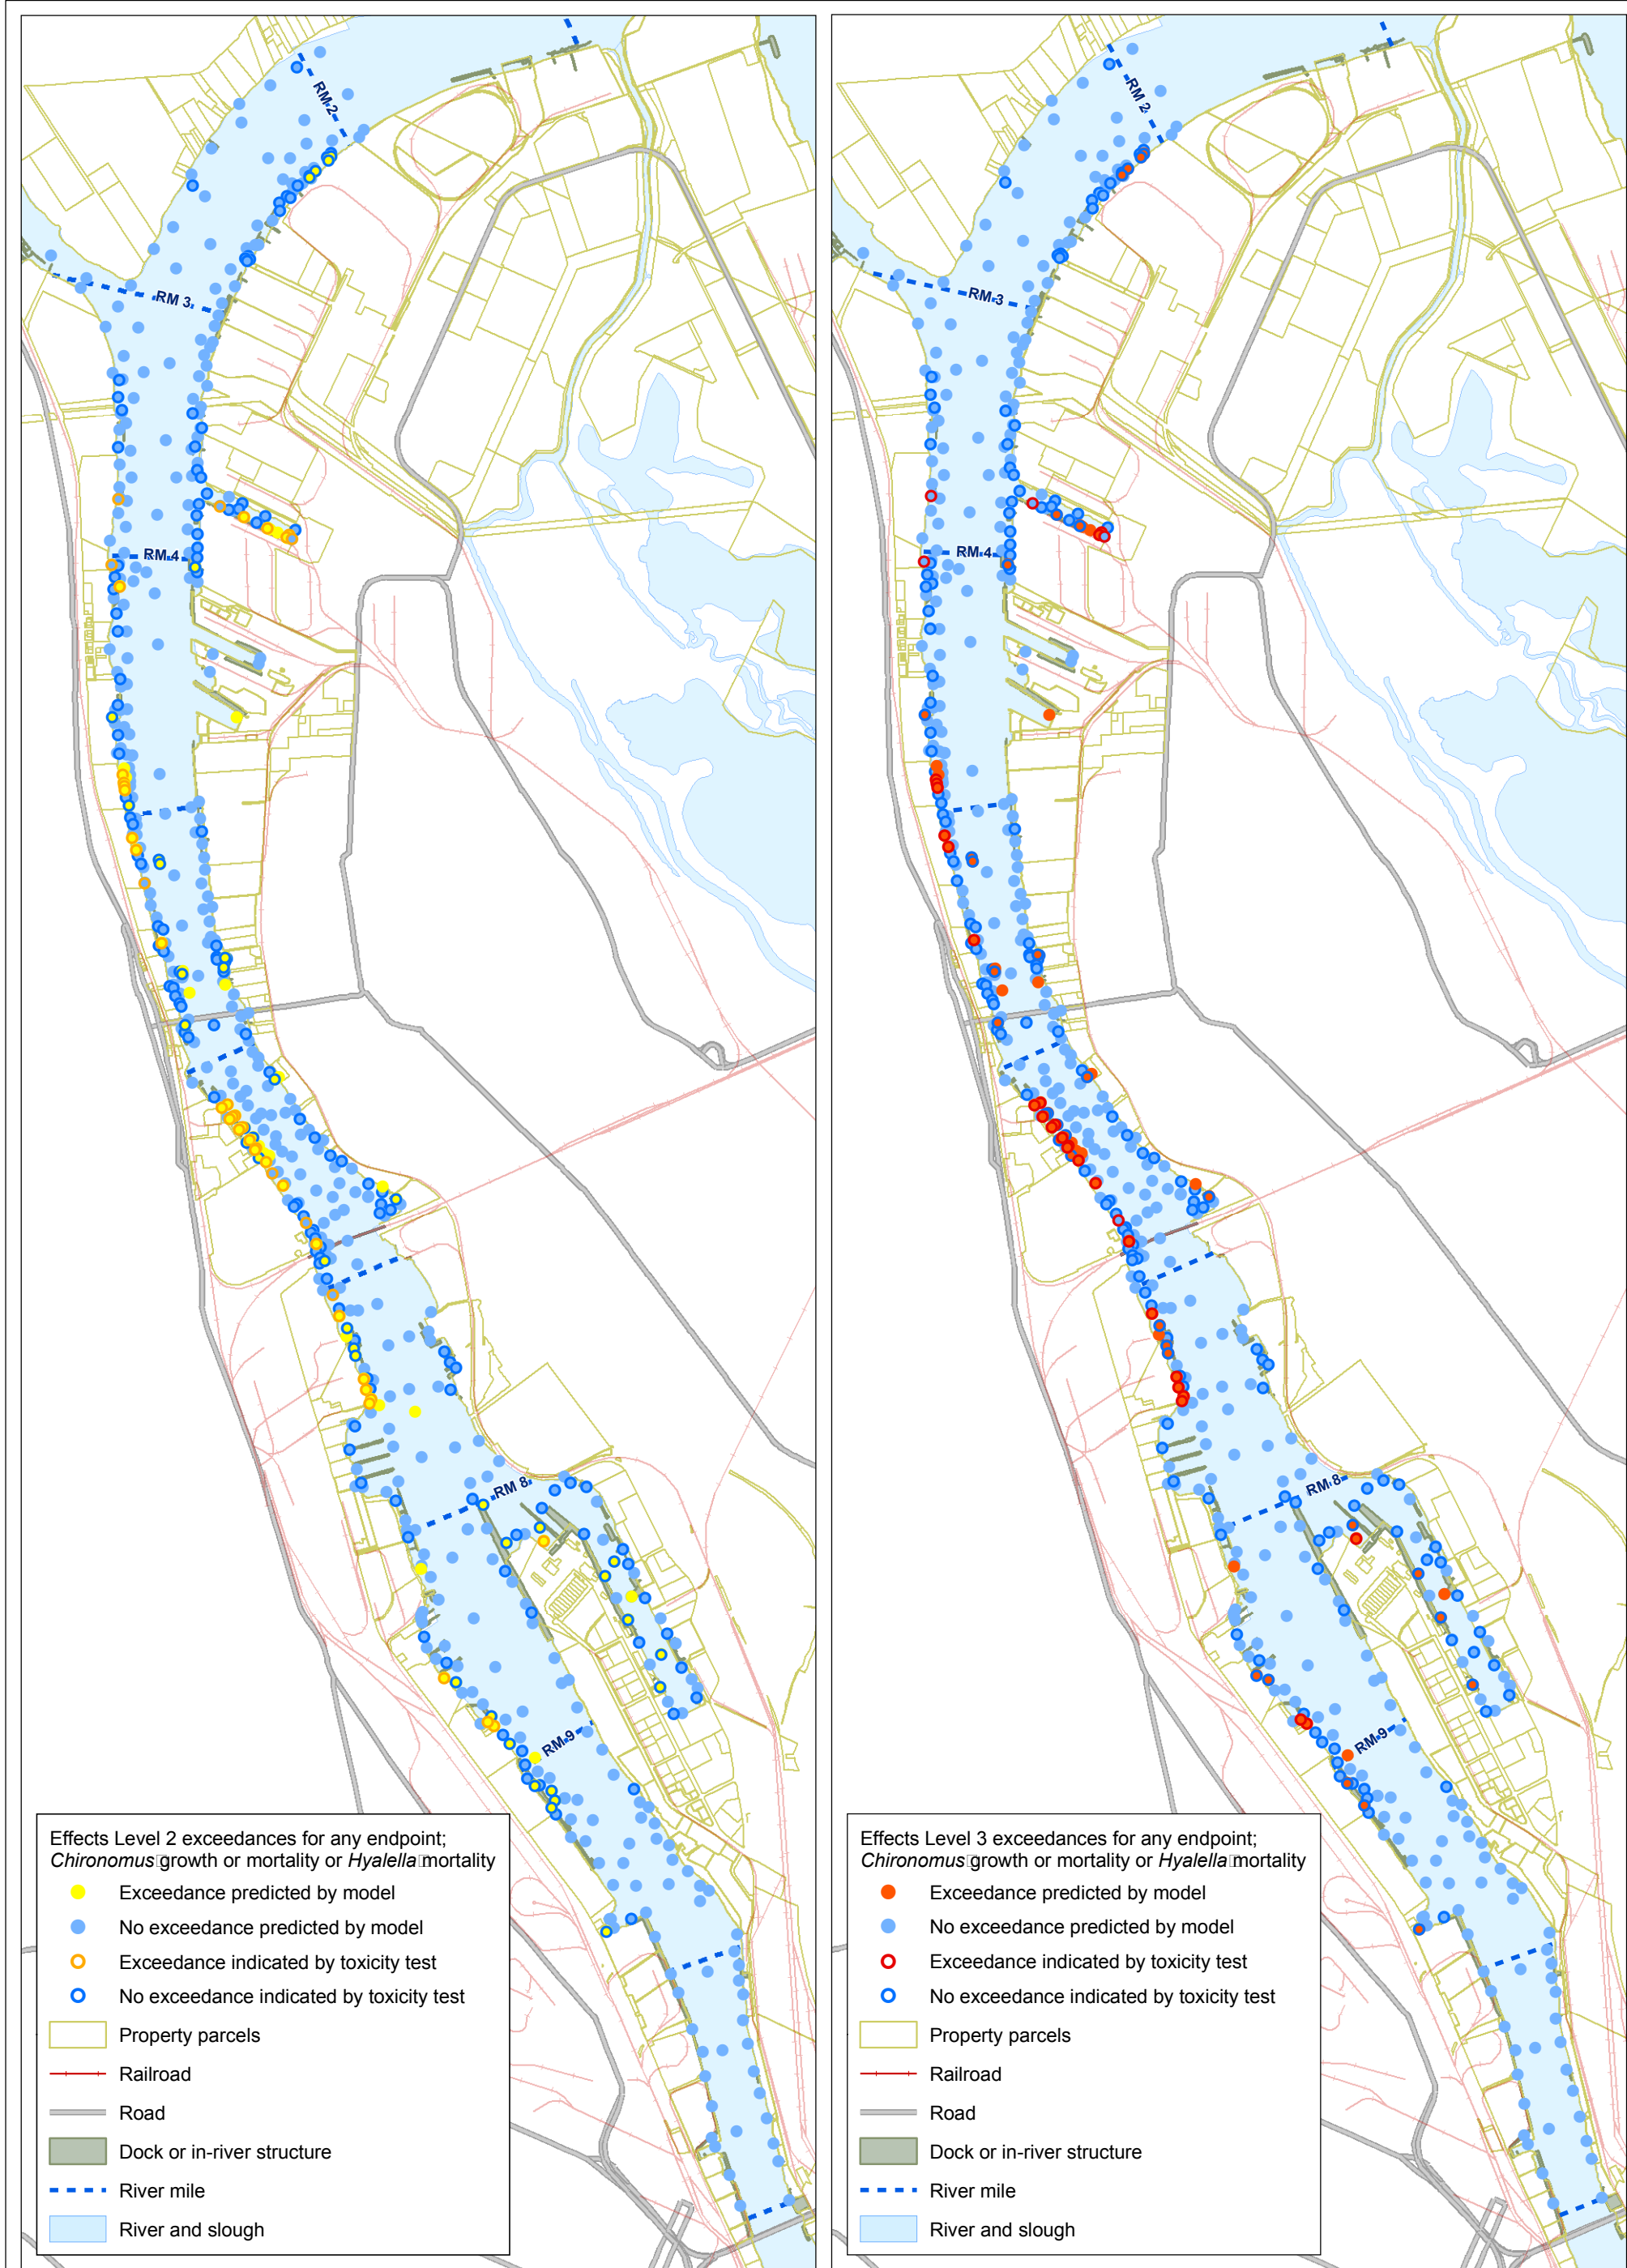 RM 2
RM 3
RM 4
RM 8
RM 9
Effects Level 2 exceedances for any endpoint;
Chironomus growth or mortality or Hyalella mortality
Exceedance predicted by model
No exceedance predicted by model
Exceedance indicated by toxicity test
No exceedance indicated by toxicity test
Property parcels
Railroad
Road
Dock or in-river structure
River mile
River and slough
RM 2
RM 3
RM 4
RM 8
RM 9
Effects Level 3 exceedances for any endpoint;
Chironomus growth or mortality or Hyalella mortality
Exceedance predicted by model
No exceedance predicted by model
Exceedance indicated by toxicity test
No exceedance indicated by toxicity test
Property parcels
Railroad
Road
Dock or in-river structure
River mile
River and slough